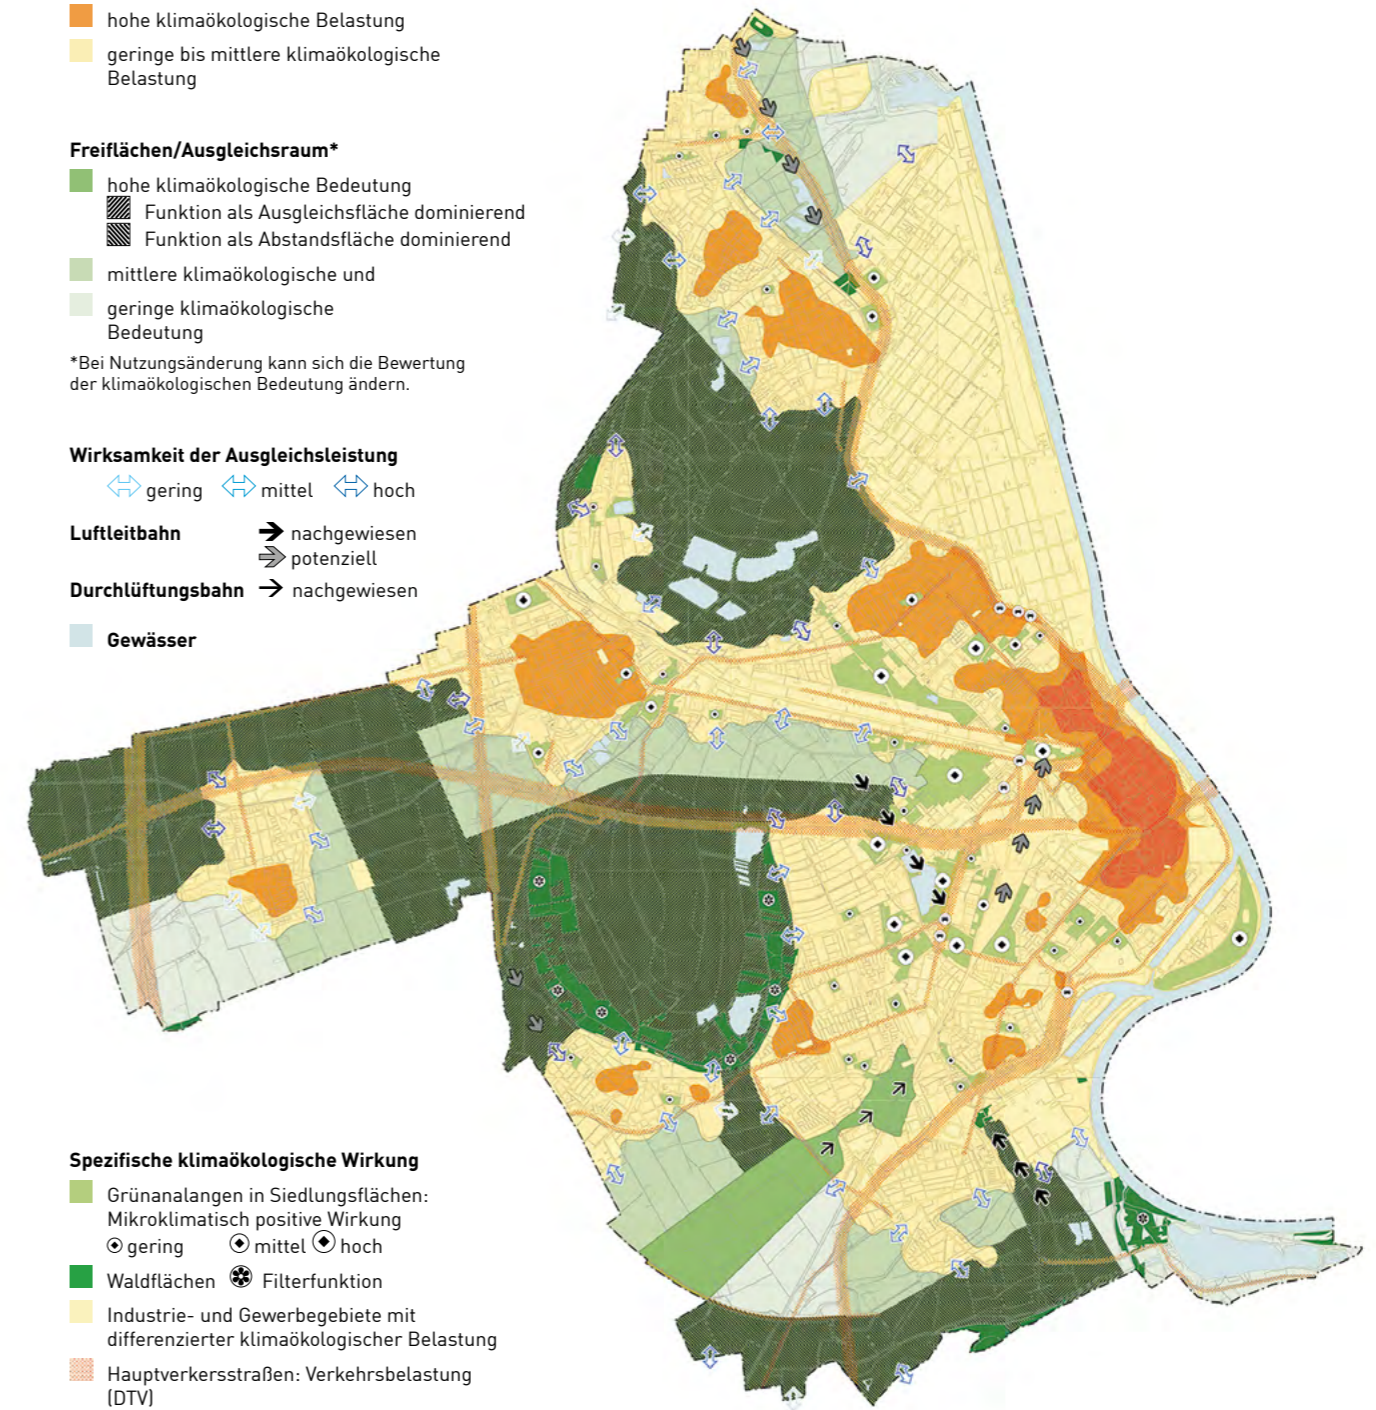 hohe klimaökologische Belastung
geringe bis mittlere klimaökologische
Belastung
Freiflächen/Ausgleichsraum*
hohe klimaökologische Bedeutung
Funktion als Ausgleichsfläche dominierend
Funktion als Abstandsfläche dominierend
mittlere klimaökologische und
geringe klimaökologische
Bedeutung
*Bei Nutzungsänderung kann sich die Bewertung
der klimaökologischen Bedeutung ändern.
Wirksamkeit der Ausgleichsleistung
gering mittel hoch
Luftleitbahn nachgewiesen
potenziell
Durchlüftungsbahn nachgewiesen
Gewässer
Spezifische klimaökologische Wirkung
Grünanalangen in Siedlungsflächen:
Mikroklimatisch positive Wirkung
gering mittel hoch
Waldflächen Filterfunktion
Industrie- und Gewerbegebiete mit
differenzierter klimaökologischer Belastung
Hauptverkersstraßen: Verkehrsbelastung
(DTV)